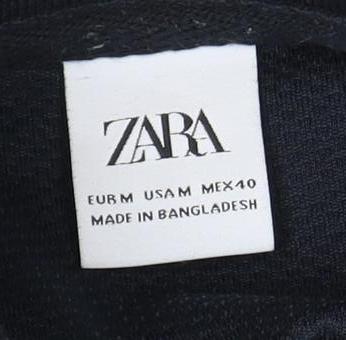 ZARA
EUR M USA M MEX 40
MADE IN BANGLADESH